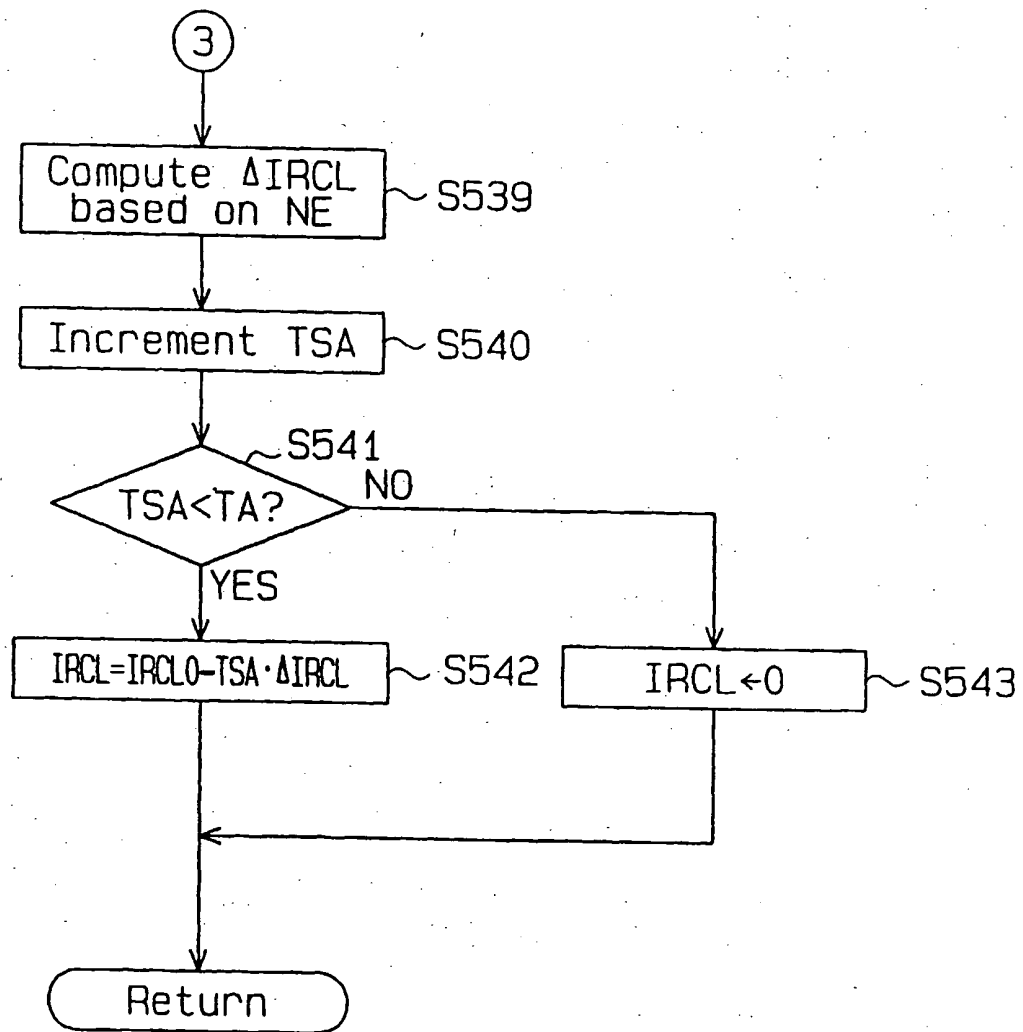 3
Compute ΔIRCL
based on NE
S539
Increment TSA
S540
S541
TSA<TA?
NO
YES
IRCL=IRCL0-TSA·ΔIRCL
S542
IRCL←0
S543
Return